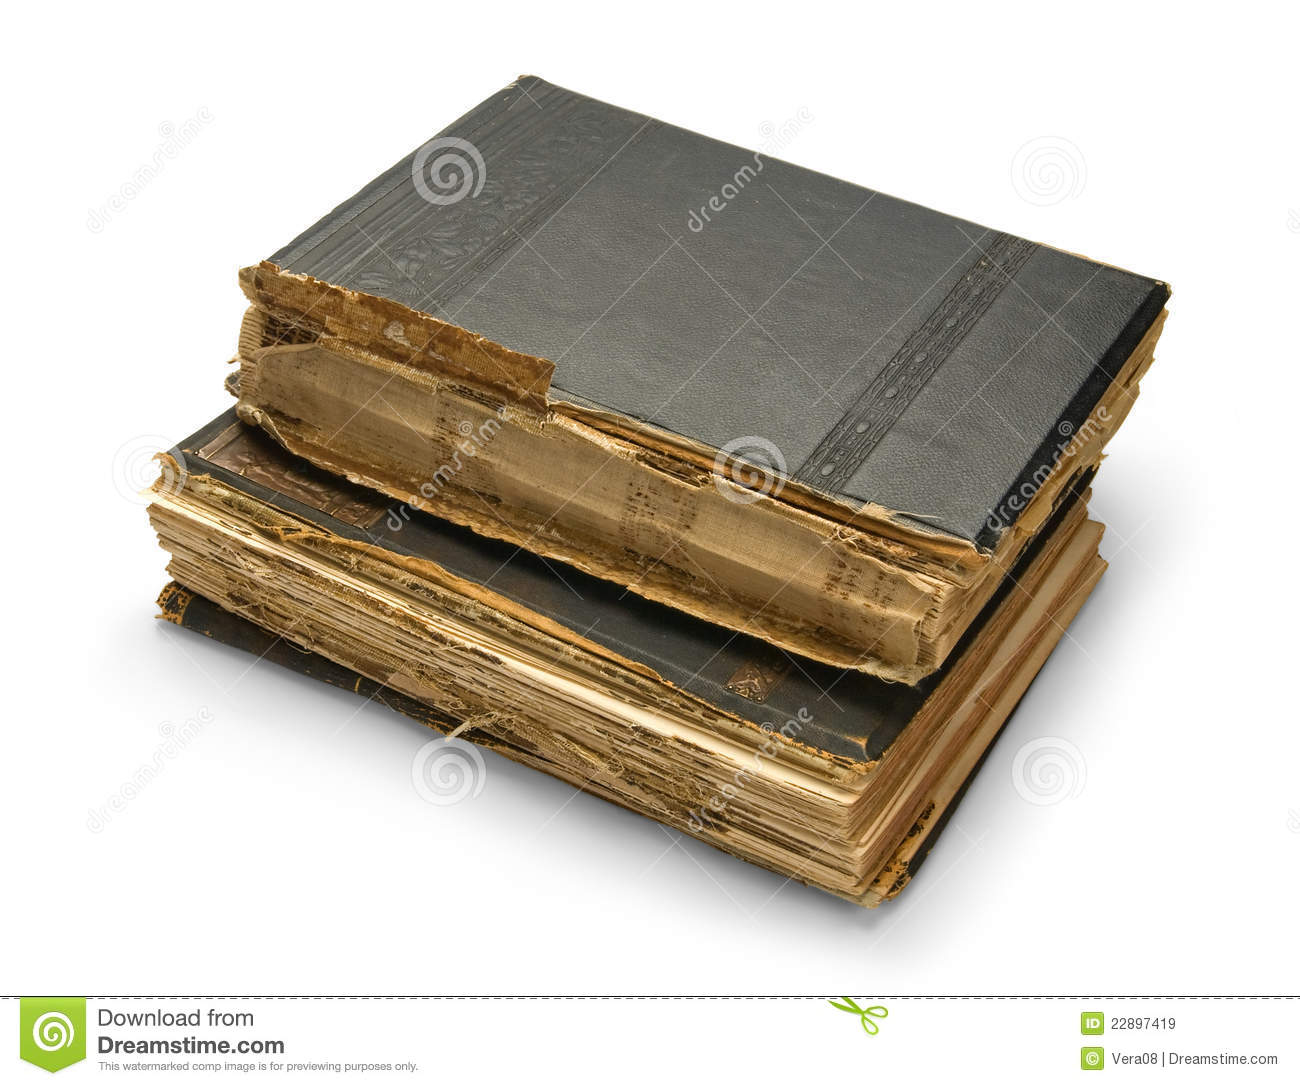 dreamstime
dreamstime
dreamstime
dreamstime
dreamstime
dreamstime
Download from
Dreamstime.com
This watermarked comp image is for previewing purposes only.
ID 22897419
© Vera08 | Dreamstime.com